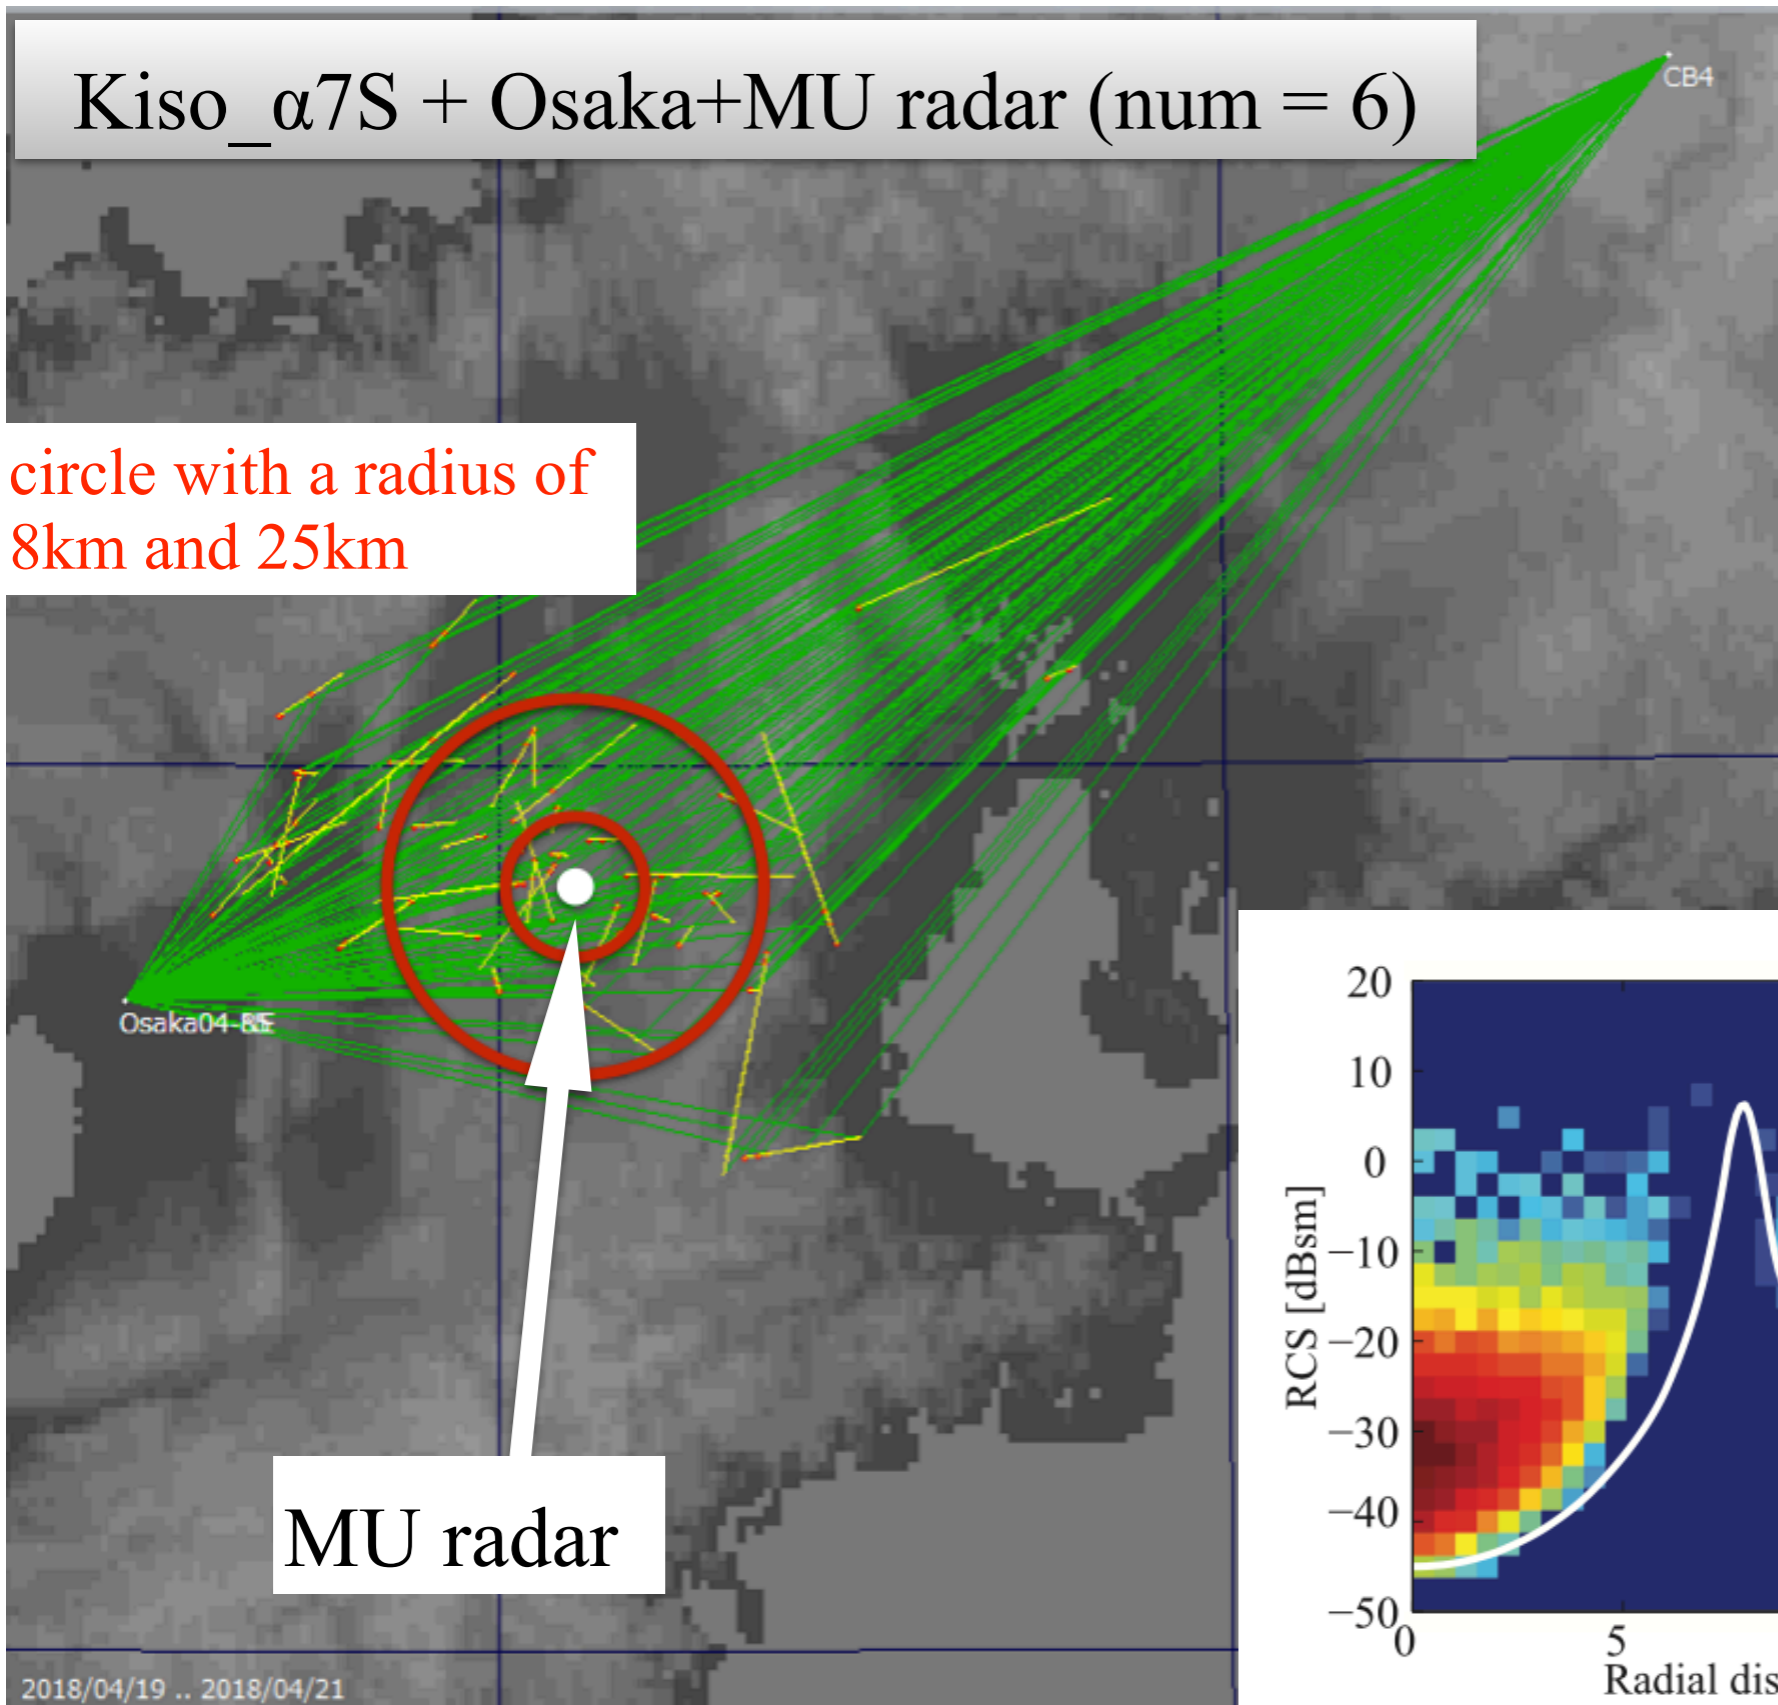 Kiso_α7S + Osaka+MU radar (num = 6)
CB4
circle with a radius of
8km and 25km
Osaka04-
MU radar
2018/04/19 .. 2018/04/21
RCS [dBsm]
20
10
0
−10
−20
−30
−40
−50
0
5
Radial dis